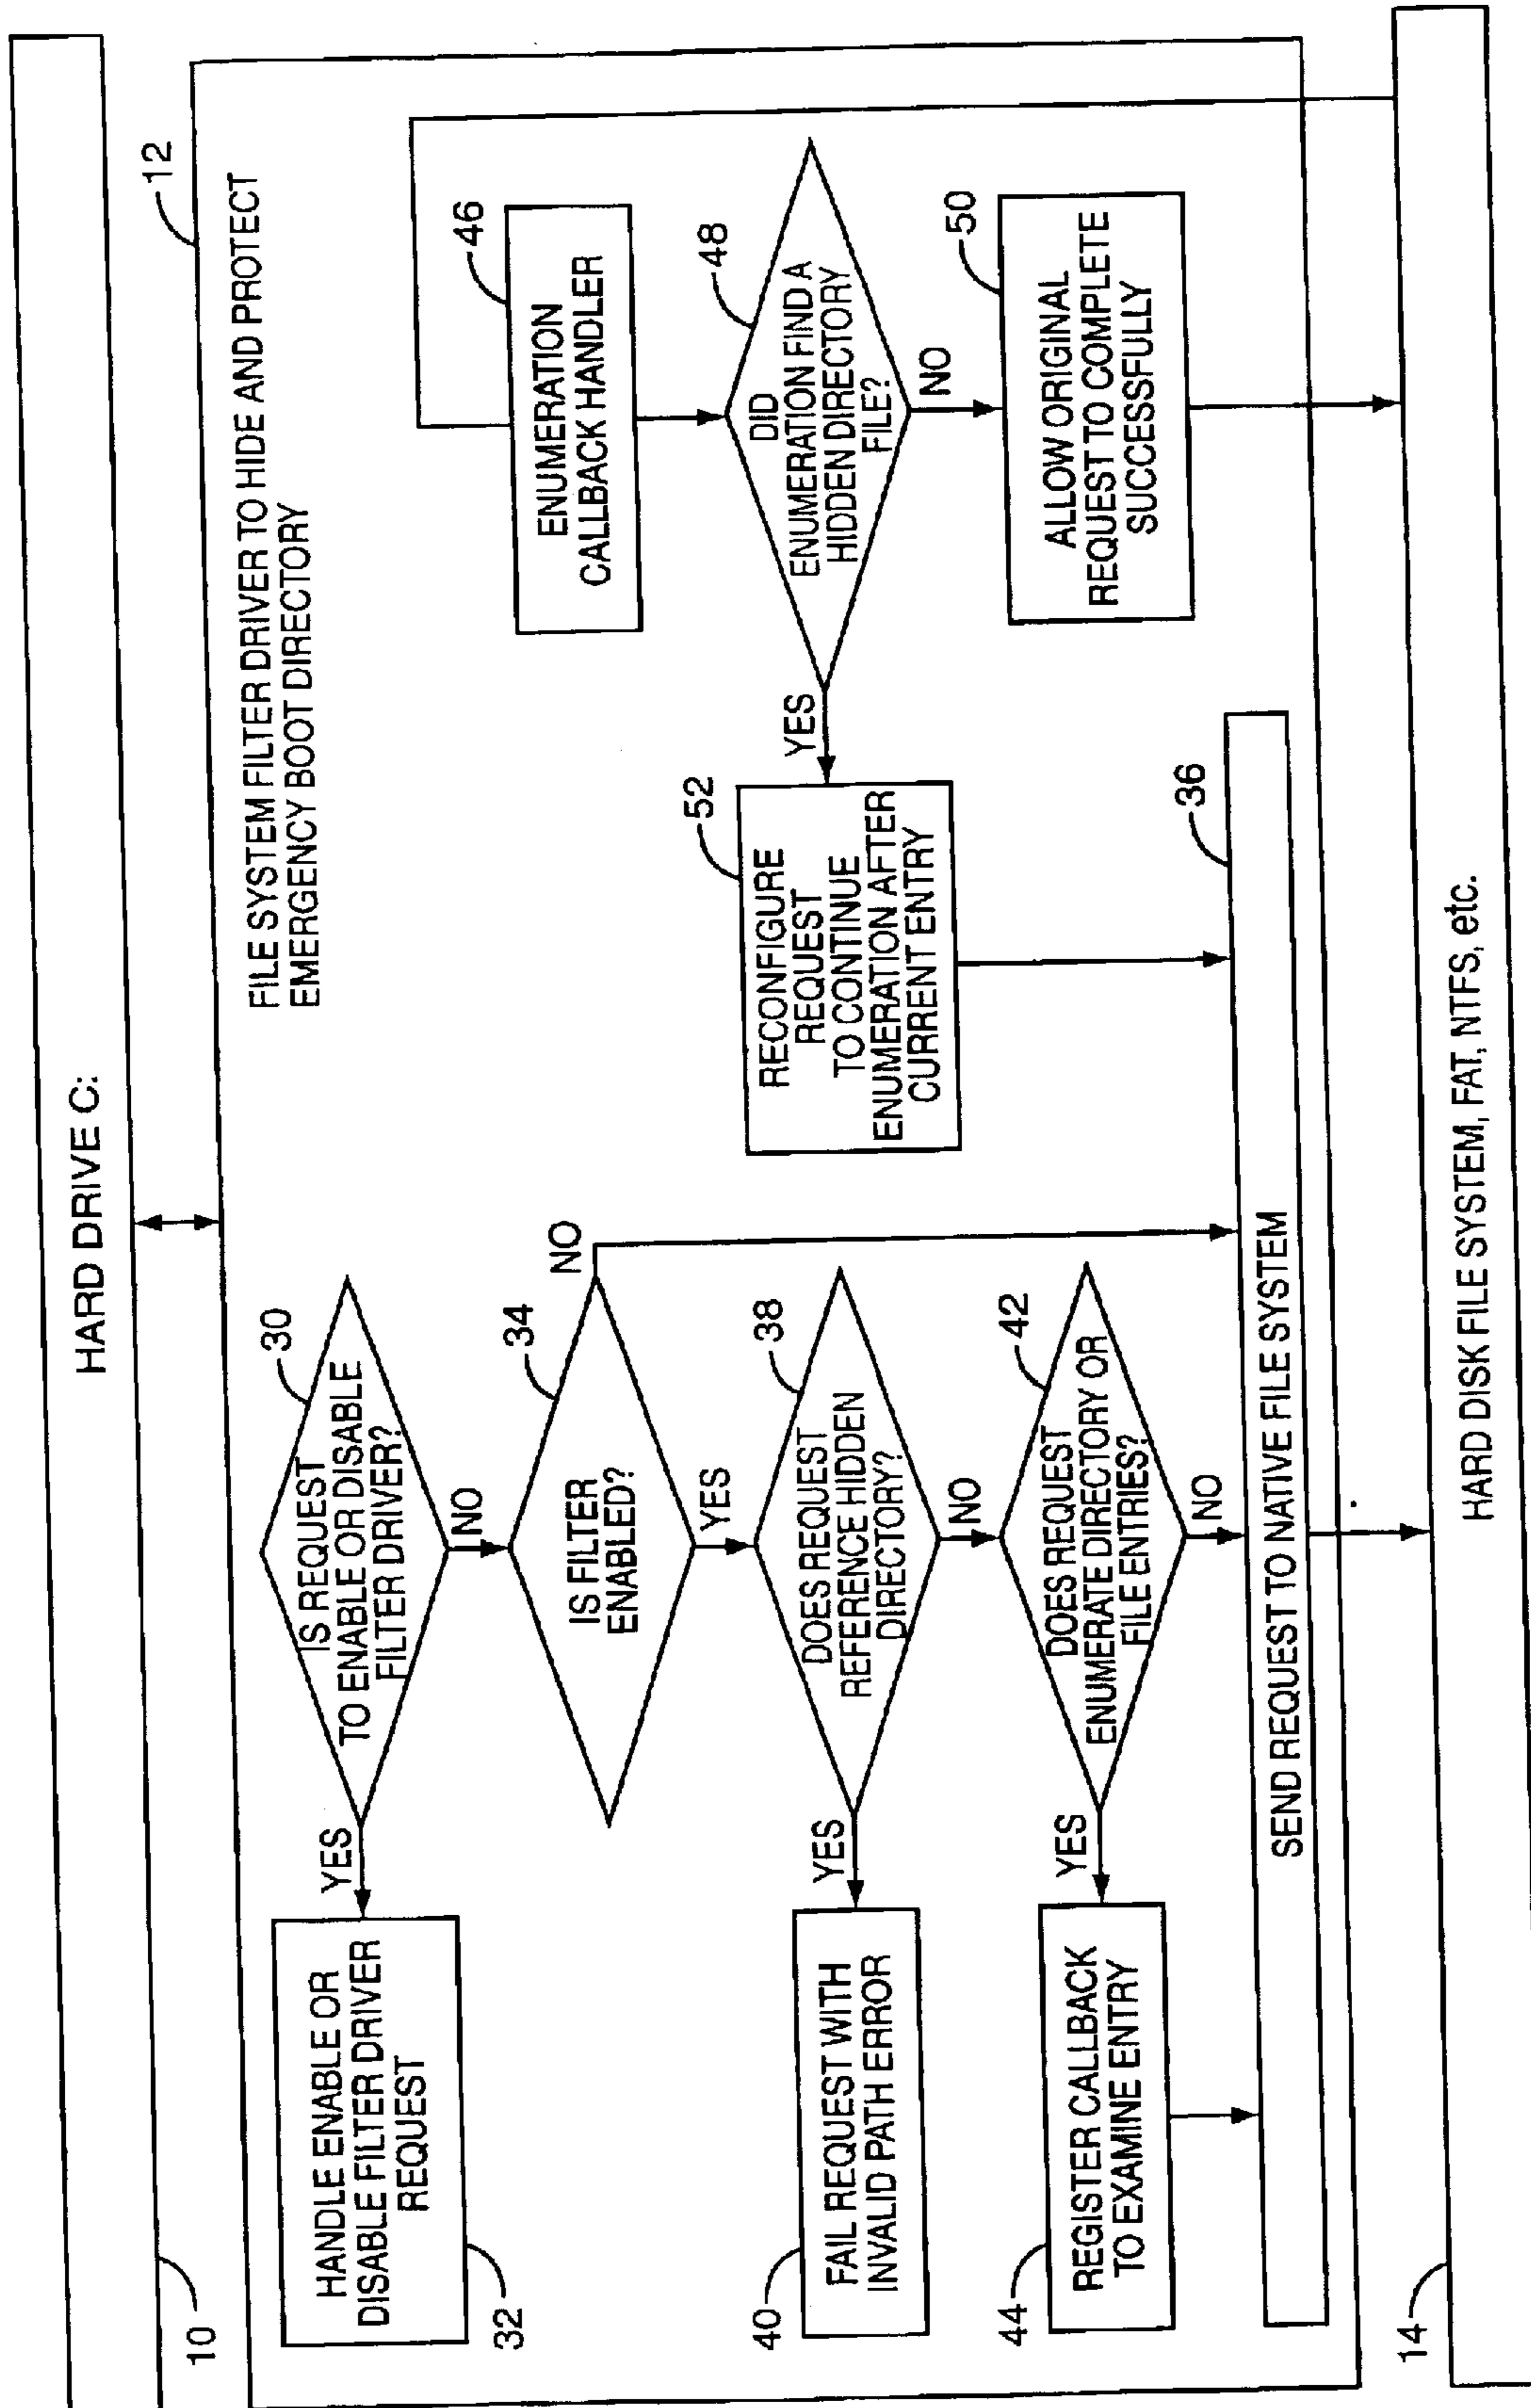 HARD DRIVE C:
10
12
FILE SYSTEM FILTER DRIVER TO HIDE AND PROTECT
EMERGENCY BOOT DIRECTORY
30
IS REQUEST
TO ENABLE OR DISABLE
FILTER DRIVER?
YES
NO
HANDLE ENABLE OR
DISABLE FILTER DRIVER
REQUEST
32
34
IS FILTER
ENABLED?
NO
YES
38
DOES REQUEST
REFERENCE HIDDEN
DIRECTORY?
YES
NO
FAIL REQUEST WITH
INVALID PATH ERROR
40
42
DOES REQUEST
ENUMERATE DIRECTORY OR
FILE ENTRIES?
YES
NO
REGISTER CALLBACK
TO EXAMINE ENTRY
44
46
ENUMERATION
CALLBACK HANDLER
48
DID
ENUMERATION FIND A
HIDDEN DIRECTORY
FILE?
YES
NO
50
ALLOW ORIGINAL
REQUEST TO COMPLETE
SUCCESSFULLY
52
RECONFIGURE
REQUEST
TO CONTINUE
ENUMERATION AFTER
CURRENT ENTRY
36
SEND REQUEST TO NATIVE FILE SYSTEM
14
HARD DISK FILE SYSTEM, FAT, NTFS, etc.